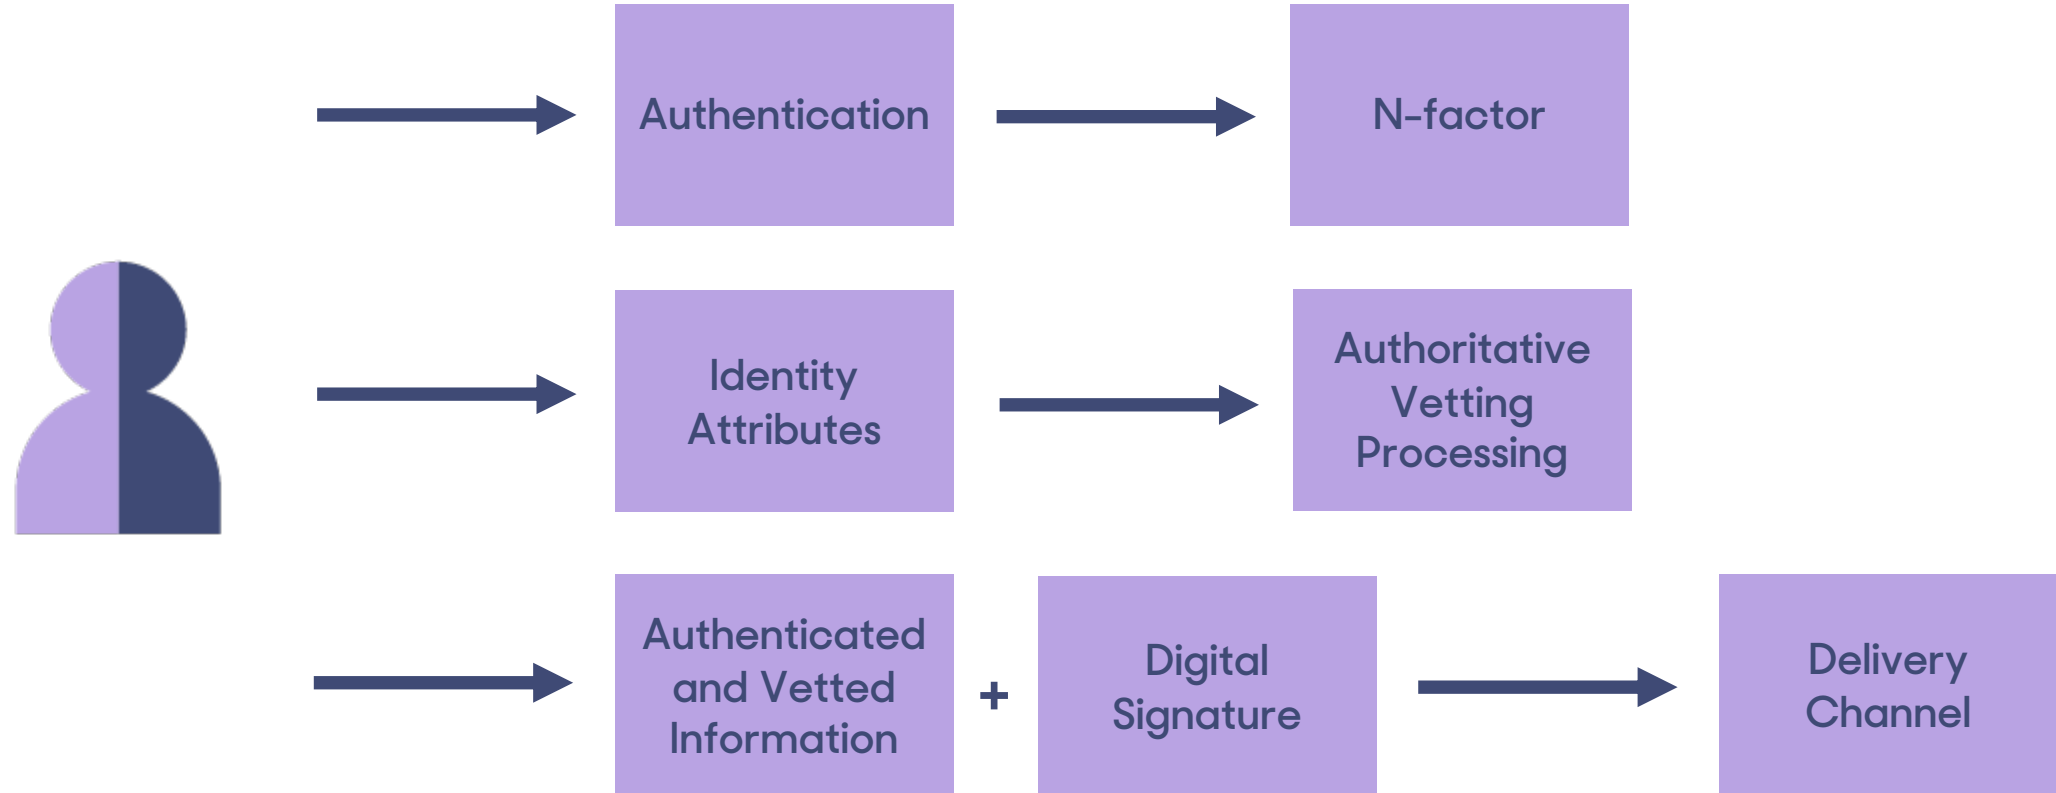 Authentication
N-factor
Identity
Attributes
Authoritative
Vetting
Processing
Authenticated
and Vetted
Information
+
Digital
Signature
Delivery
Channel